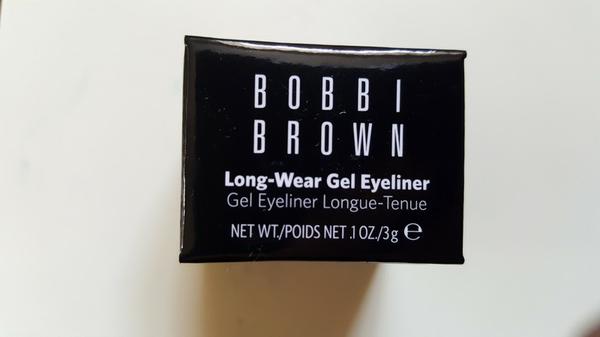 BOBBI
BROWN
Long-Wear Gel Eyeliner
Gel Eyeliner Longue-Tenue
NET WT./POIDS NET .1 OZ./3g ℮